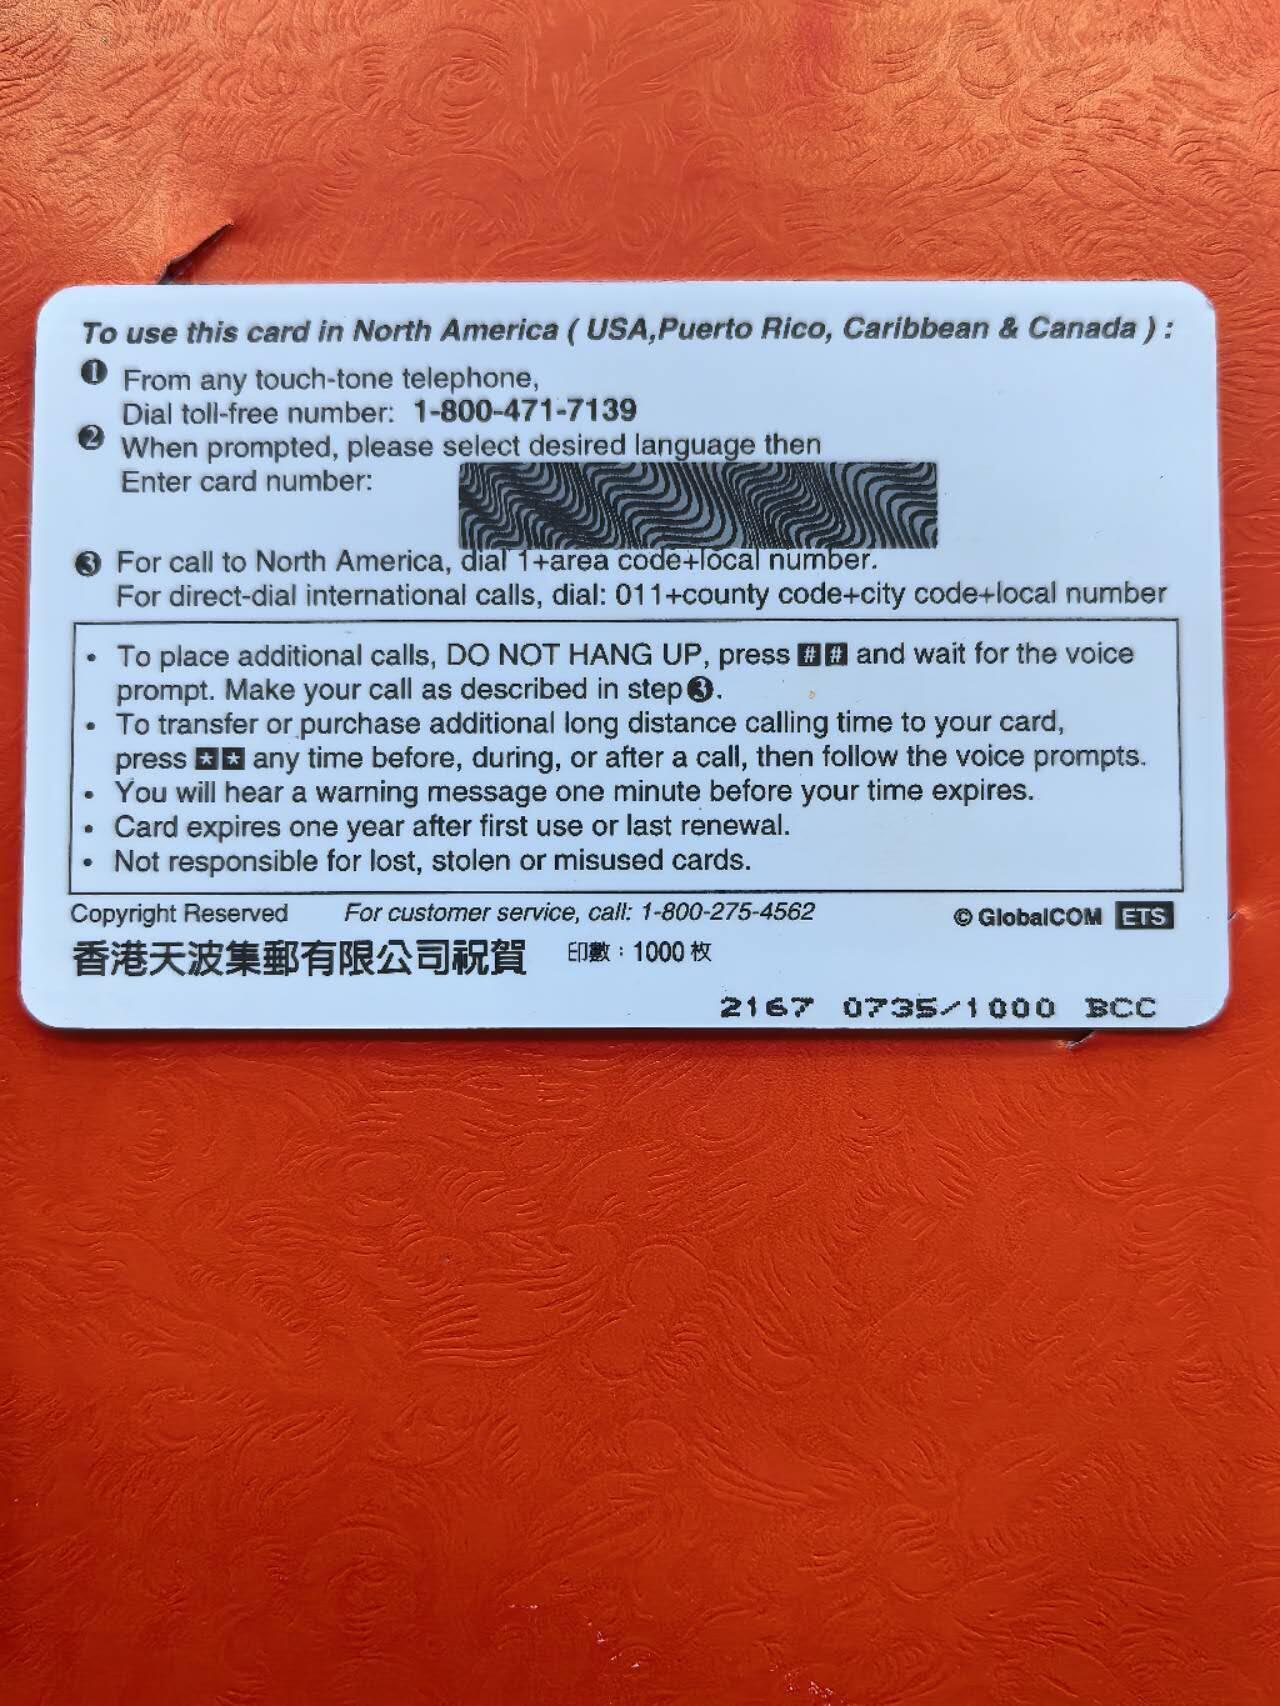 To use this card in North America ( USA,Puerto Rico, Caribbean & Canada ) :
❶ From any touch-tone telephone,
Dial toll-free number: 1-800-471-7139
❷ When prompted, please select desired language then
Enter card number:
❸ For call to North America, dial 1+area code+local number.
For direct-dial international calls, dial: 011+county code+city code+local number
• To place additional calls, DO NOT HANG UP, press ## and wait for the voice
prompt. Make your call as described in step❸.
• To transfer or purchase additional long distance calling time to your card,
press ** any time before, during, or after a call, then follow the voice prompts.
• You will hear a warning message one minute before your time expires.
• Card expires one year after first use or last renewal.
• Not responsible for lost, stolen or misused cards.
Copyright Reserved For customer service, call: 1-800-275-4562 © GlobalCOM ETS
香港天波集郵有限公司祝賀 印數：1000 枚
2167 0735/1000 BCC